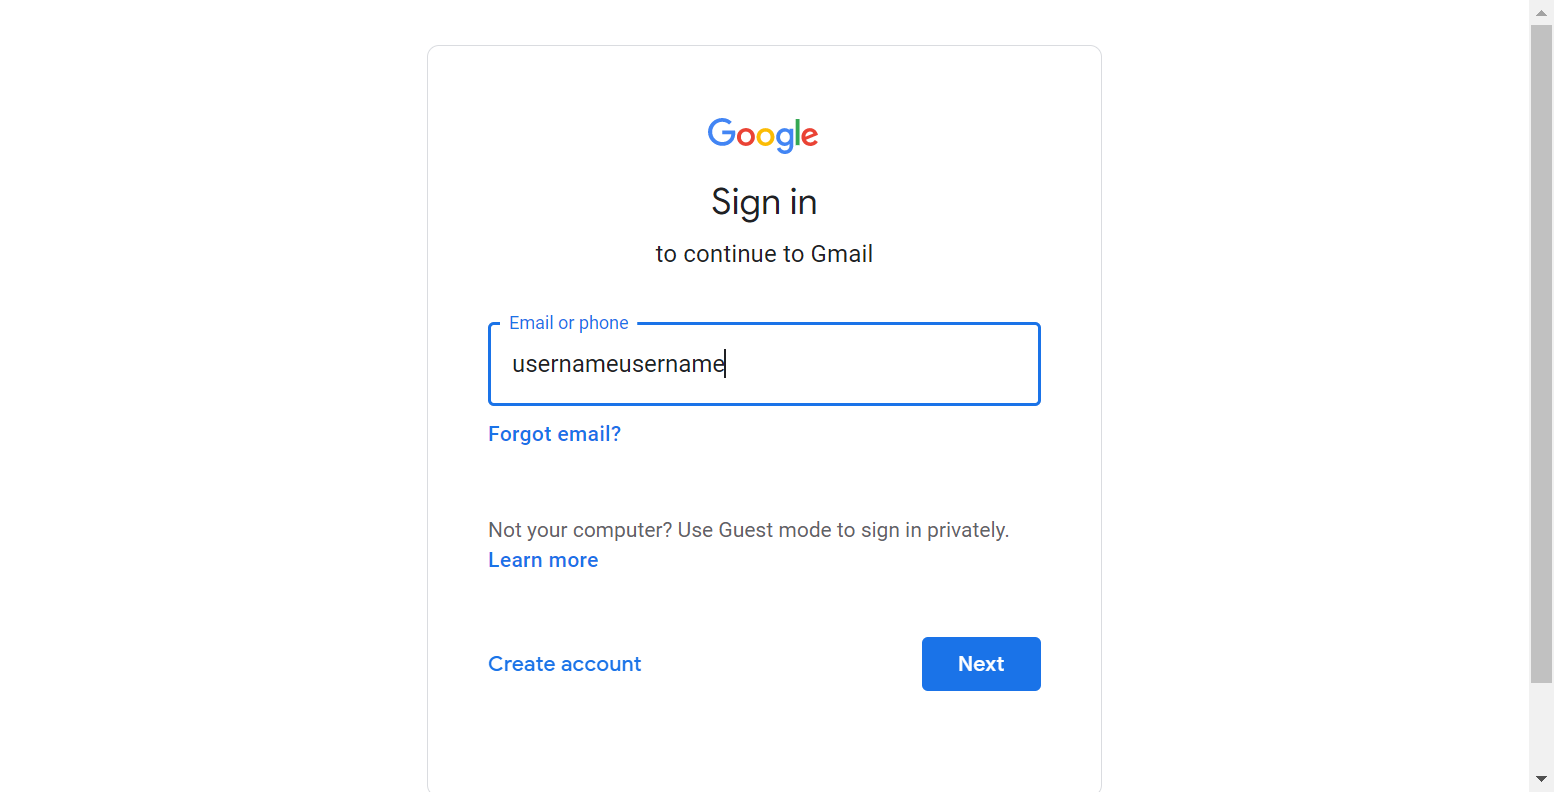 Google
Sign in
to continue to Gmail
Email or phone
usernameusername
Forgot email?
Not your computer? Use Guest mode to sign in privately.
Learn more
Create account
Next